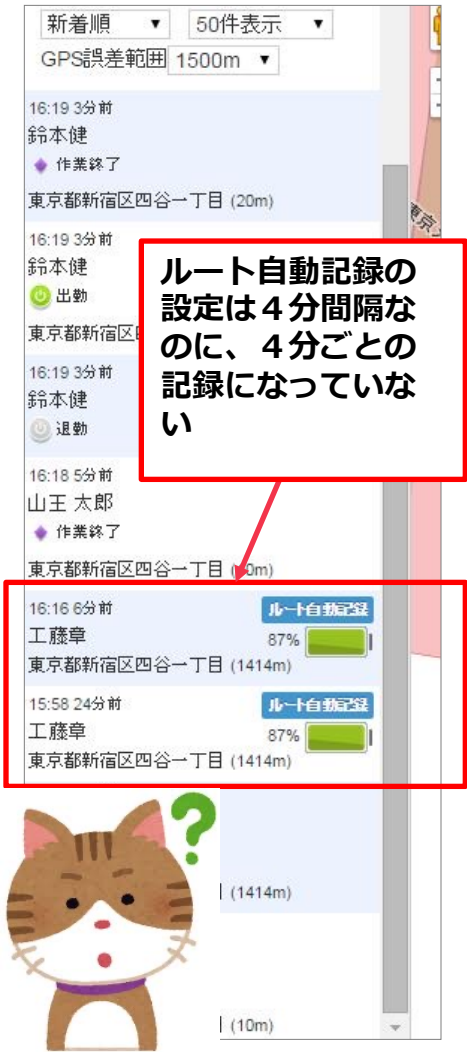 新着順 ▼ 50件表示 ▼
GPS誤差範囲 1500m ▼
16:19 3分前
鈴本健
作業終了
東京都新宿区四谷一丁目 (20m)
16:19 3分前
鈴本健
出勤
東京都新宿区
16:19 3分前
鈴本健
退勤
ルート自動記録の
設定は４分間隔な
のに、４分ごとの
記録になっていな
い
16:18 5分前
山王 太郎
作業終了
東京都新宿区四谷一丁目 (0m)
16:16 6分前 ルート自動記録
工藤章 87%
東京都新宿区四谷一丁目 (1414m)
15:58 24分前 ルート自動記録
工藤章 87%
東京都新宿区四谷一丁目 (1414m)
?
(1414m)
(10m)